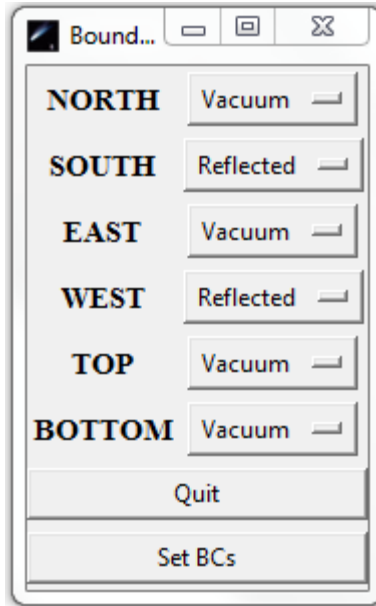 Bound...
NORTH Vacuum
SOUTH Reflected
EAST Vacuum
WEST Reflected
TOP Vacuum
BOTTOM Vacuum
Quit
Set BCs